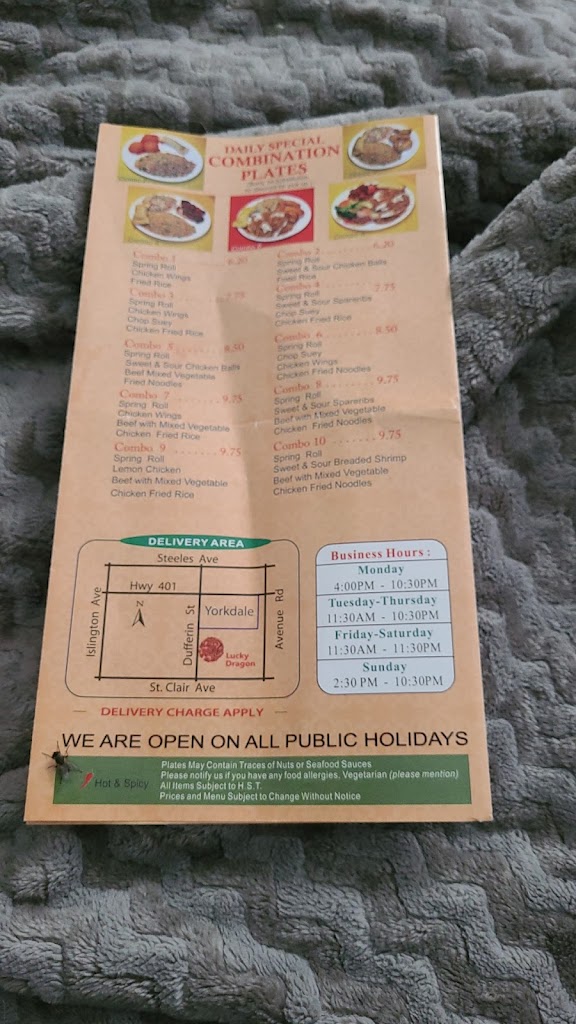 DAILY SPECIAL
COMBINATION
PLATES
Combo 1 ........ 6.20
Spring Roll
Chicken Wings
Fried Rice
Combo 2 ........ 6.20
Spring Roll
Sweet & Sour Chicken Balls
Fried Rice
Combo 3 ........ 7.75
Spring Roll
Chicken Wings
Chop Suey
Chicken Fried Rice
Combo 4 ........ 7.75
Spring Roll
Sweet & Sour Spareribs
Chop Suey
Chicken Fried Rice
Combo 5 ....... 8.50
Spring Roll
Sweet & Sour Chicken Balls
Beef Mixed Vegetable
Fried Noodles
Combo 6 ........ 8.50
Spring Roll
Chop Suey
Chicken Wings
Chicken Fried Noodles
Combo 7 ........ 9.75
Spring Roll
Chicken Wings
Beef with Mixed Vegetable
Chicken Fried Rice
Combo 8 ........ 9.75
Spring Roll
Sweet & Sour Spareribs
Beef with Mixed Vegetable
Chicken Fried Noodles
Combo 9 ....... 9.75
Spring Roll
Lemon Chicken
Beef with Mixed Vegetable
Chicken Fried Rice
Combo 10 ....... 9.75
Spring Roll
Sweet & Sour Breaded Shrimp
Beef with Mixed Vegetable
Chicken Fried Noodles
DELIVERY AREA
Steeles Ave
Hwy 401
Islington Ave
N
Dufferin St
Yorkdale
Avenue Rd
Lucky
Dragon
St. Clair Ave
DELIVERY CHARGE APPLY
Business Hours :
Monday
4:00PM - 10:30PM
Tuesday-Thursday
11:30AM - 10:30PM
Friday-Saturday
11:30AM - 11:30PM
Sunday
2:30 PM - 10:30PM
WE ARE OPEN ON ALL PUBLIC HOLIDAYS
Hot & Spicy
Plates May Contain Traces of Nuts or Seafood Sauces
Please notify us if you have any food allergies, Vegetarian (please mention)
All Items Subject to H.S.T.
Prices and Menu Subject to Change Without Notice